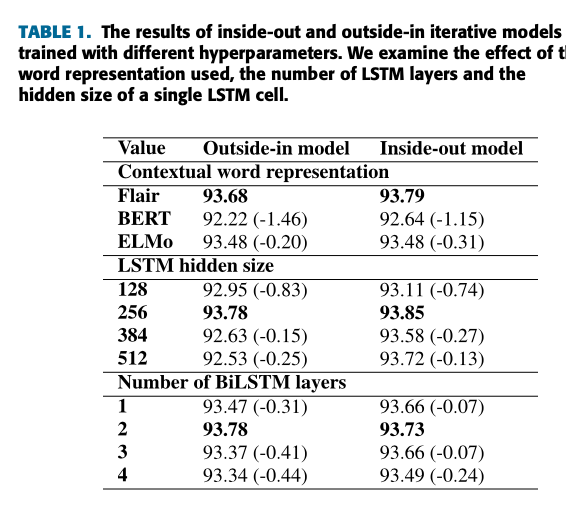 TABLE 1. The results of inside-out and outside-in iterative models
trained with different hyperparameters. We examine the effect of t
word representation used, the number of LSTM layers and the
hidden size of a single LSTM cell.
Value Outside-in model Inside-out model
Contextual word representation
Flair 93.68 93.79
BERT 92.22 (-1.46) 92.64 (-1.15)
ELMo 93.48 (-0.20) 93.48 (-0.31)
LSTM hidden size
128 92.95 (-0.83) 93.11 (-0.74)
256 93.78 93.85
384 92.63 (-0.15) 93.58 (-0.27)
512 92.53 (-0.25) 93.72 (-0.13)
Number of BiLSTM layers
1 93.47 (-0.31) 93.66 (-0.07)
2 93.78 93.73
3 93.37 (-0.41) 93.66 (-0.07)
4 93.34 (-0.44) 93.49 (-0.24)